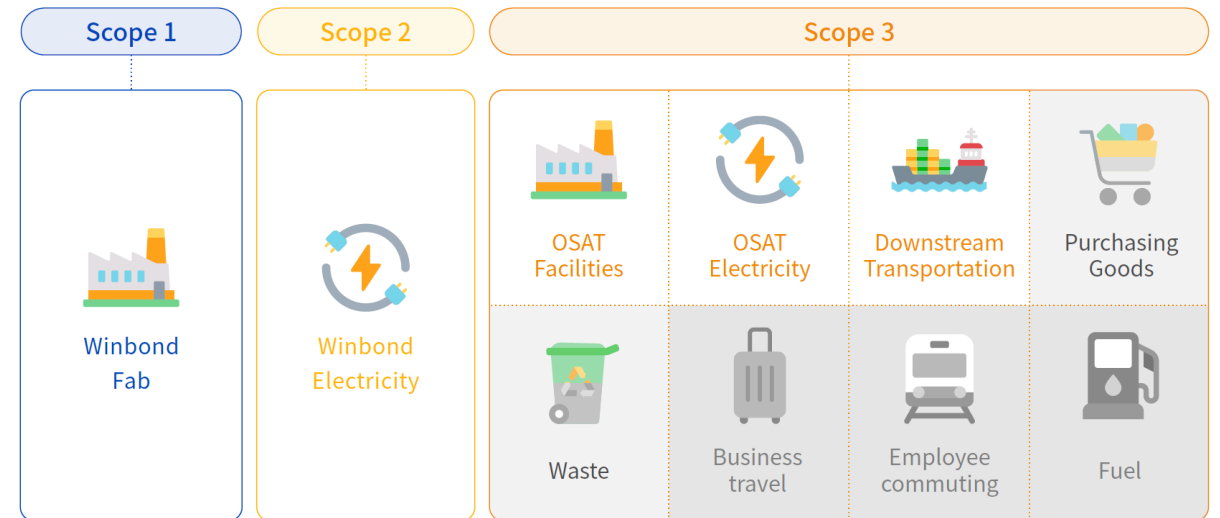 Scope 1
Scope 2
Scope 3
Winbond
Fab
Winbond
Electricity
OSAT
Facilities
OSAT
Electricity
Downstream
Transportation
Purchasing
Goods
Waste
Business
travel
Employee
commuting
Fuel